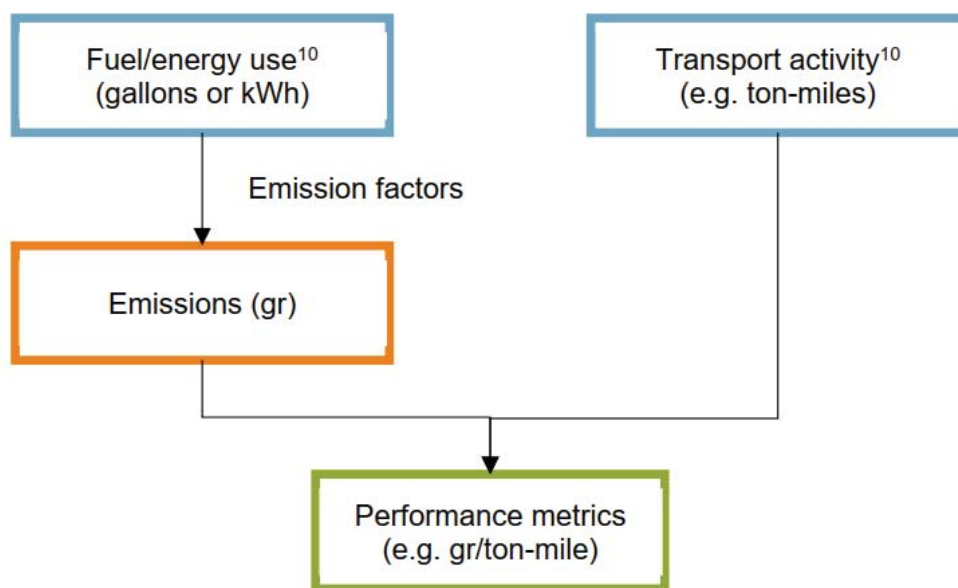 Fuel/energy use¹⁰
(gallons or kWh)
Transport activity¹⁰
(e.g. ton-miles)
Emission factors
Emissions (gr)
Performance metrics
(e.g. gr/ton-mile)